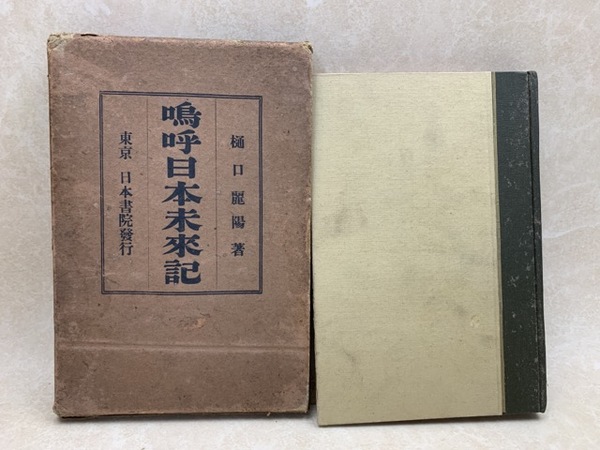 樋口麗陽著
嗚呼日本未來記
東京 日本書院發行